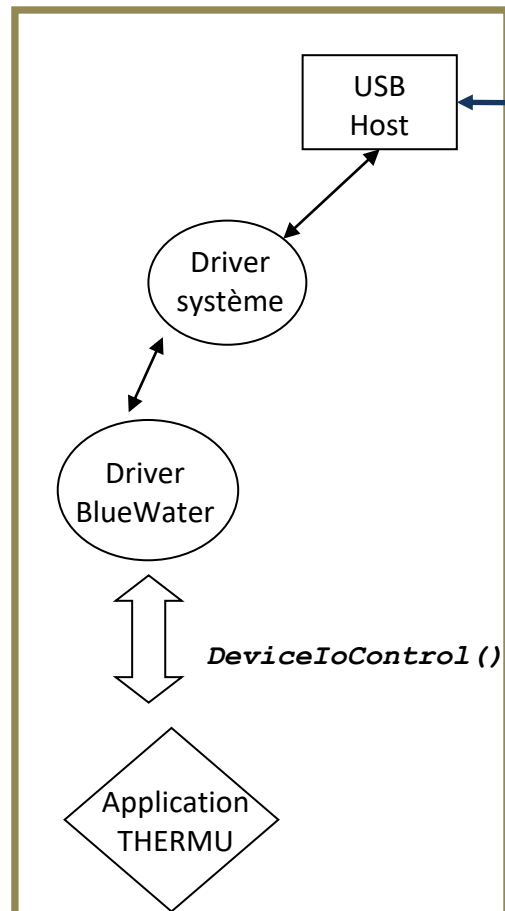 USB
Host
Driver
système
Driver
BlueWater
DeviceIoControl()
Application
THERMU